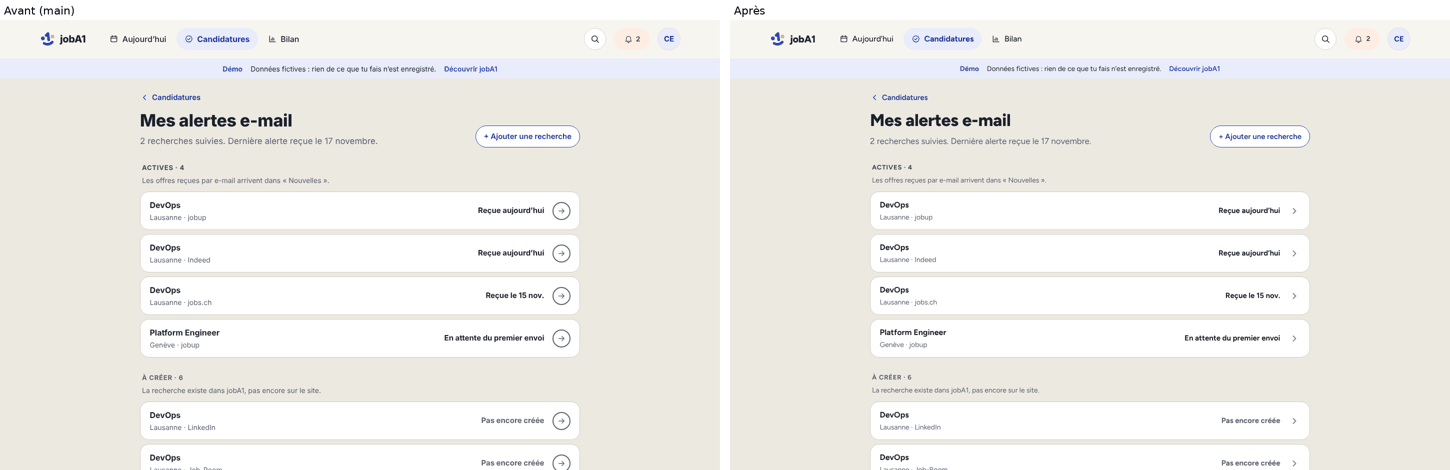 Avant (main)
jobA1
Aujourd'hui
Candidatures
Bilan
2
CE
Démo Données fictives : rien de ce que tu fais n'est enregistré. Découvrir jobA1
Candidatures
Mes alertes e-mail
2 recherches suivies. Dernière alerte reçue le 17 novembre.
+ Ajouter une recherche
ACTIVES · 4
Les offres reçues par e-mail arrivent dans « Nouvelles ».
DevOps
Lausanne · jobup
Reçue aujourd'hui
DevOps
Lausanne · Indeed
Reçue aujourd'hui
DevOps
Lausanne · jobs.ch
Reçue le 15 nov.
Platform Engineer
Genève · jobup
En attente du premier envoi
À CRÉER · 6
La recherche existe dans jobA1, pas encore sur le site.
DevOps
Lausanne · LinkedIn
Pas encore créée
DevOps
Lausanne · Job-Room
Pas encore créée
Après
jobA1
Aujourd'hui
Candidatures
Bilan
2
CE
Démo Données fictives : rien de ce que tu fais n'est enregistré. Découvrir jobA1
Candidatures
Mes alertes e-mail
2 recherches suivies. Dernière alerte reçue le 17 novembre.
+ Ajouter une recherche
ACTIVES · 4
Les offres reçues par e-mail arrivent dans « Nouvelles ».
DevOps
Lausanne · jobup
Reçue aujourd'hui
DevOps
Lausanne · Indeed
Reçue aujourd'hui
DevOps
Lausanne · jobs.ch
Reçue le 15 nov.
Platform Engineer
Genève · jobup
En attente du premier envoi
À CRÉER · 6
La recherche existe dans jobA1, pas encore sur le site.
DevOps
Lausanne · LinkedIn
Pas encore créée
DevOps
Lausanne · Job-Room
Pas encore créée